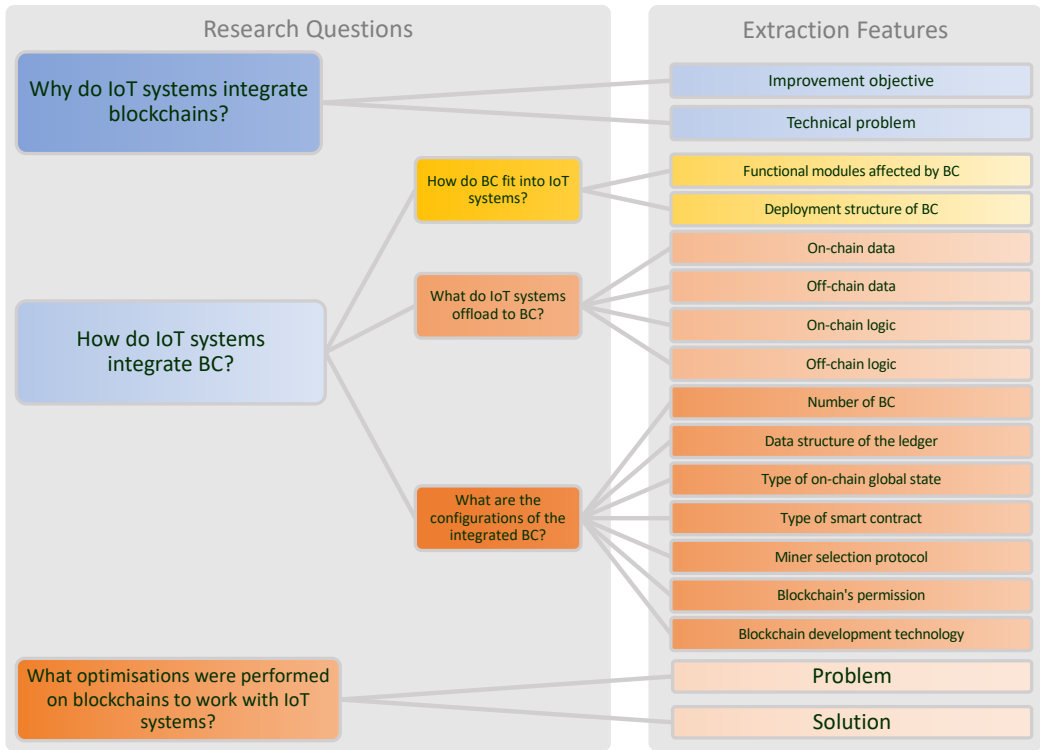 Research Questions
Why do IoT systems integrate
blockchains?
How do BC fit into IoT
systems?
What do IoT systems
offload to BC?
How do IoT systems
integrate BC?
What are the
configurations of the
integrated BC?
What optimisations were performed
on blockchains to work with IoT
systems?
Extraction Features
Improvement objective
Technical problem
Functional modules affected by BC
Deployment structure of BC
On-chain data
Off-chain data
On-chain logic
Off-chain logic
Number of BC
Data structure of the ledger
Type of on-chain global state
Type of smart contract
Miner selection protocol
Blockchain's permission
Blockchain development technology
Problem
Solution